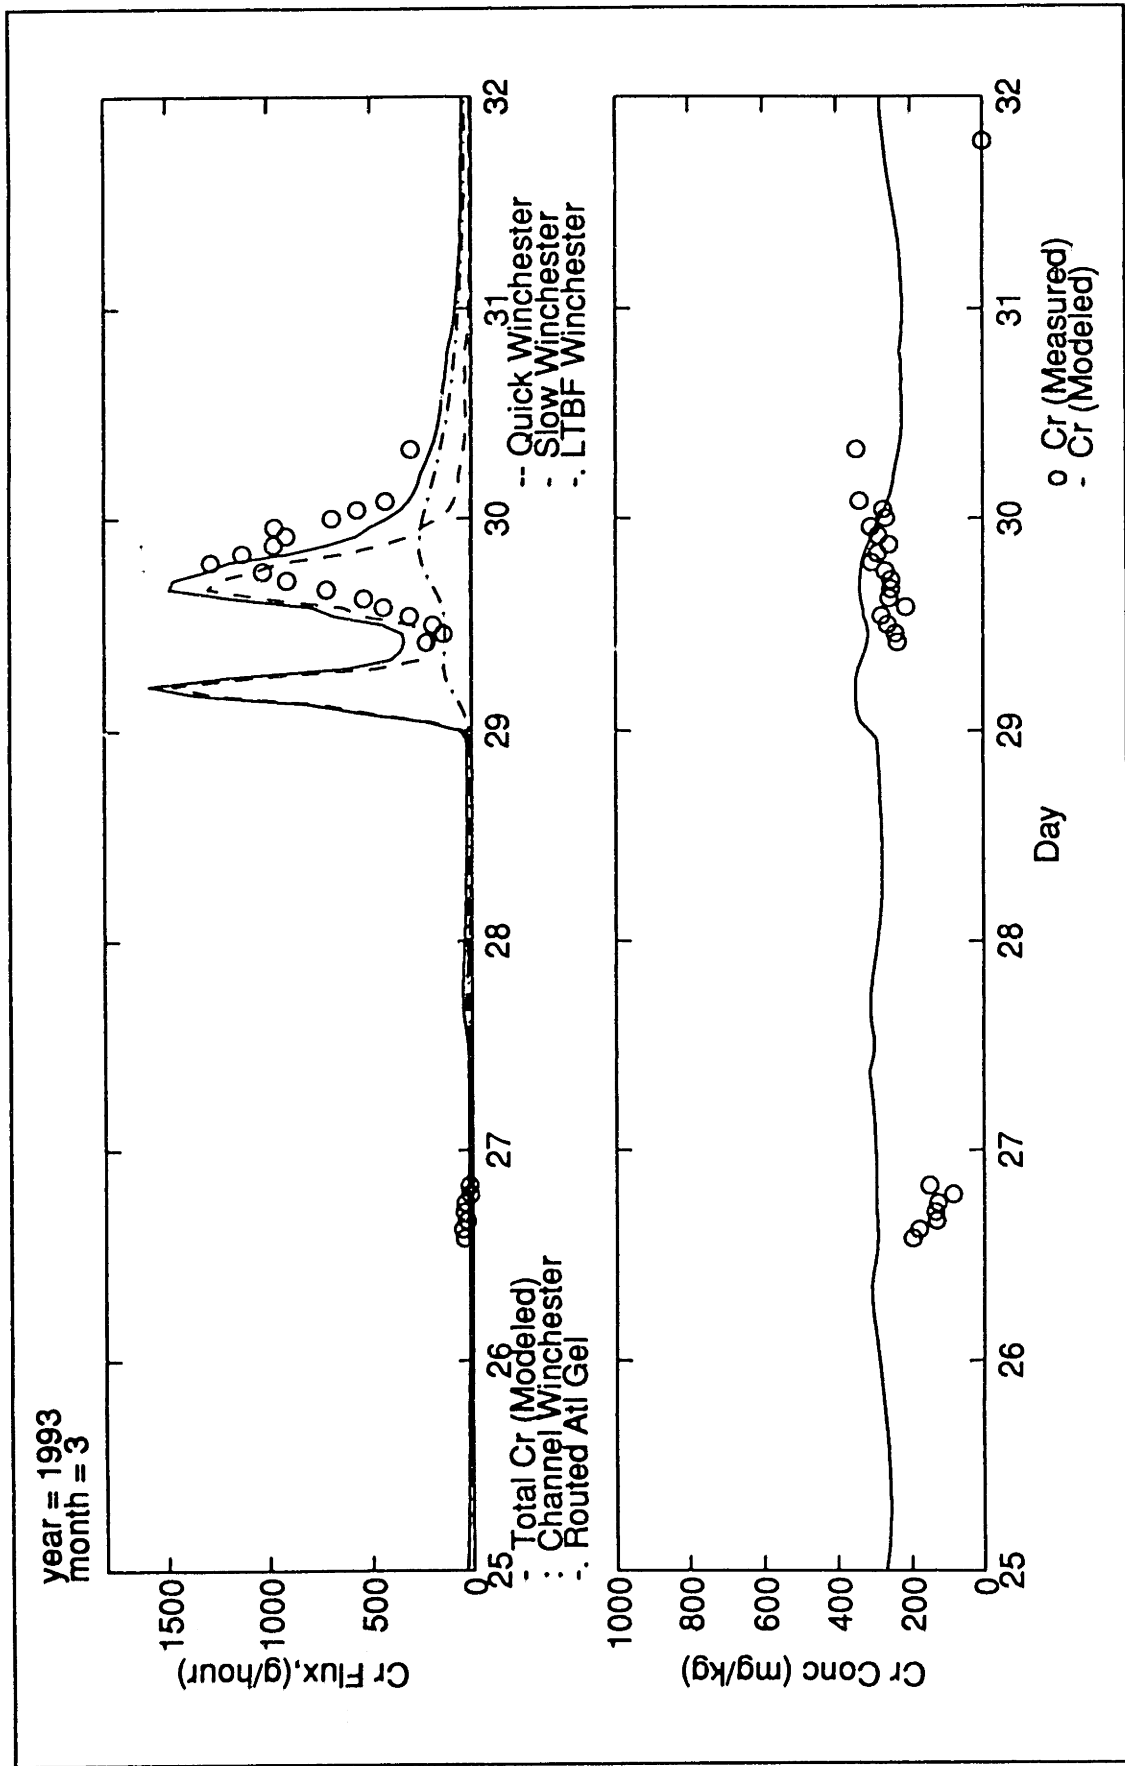 year = 1993
month = 3
Cr Flux,(g/hour)
1500
1000
500
0
25
26
27
28
29
30
31
32
- Total Cr (Modeled)
: Channel Winchester
-. Routed Atl Gel
-- Quick Winchester
- Slow Winchester
-. LTBF Winchester
Cr Conc (mg/kg)
1000
800
600
400
200
0
25
26
27
28
29
30
31
32
Day
o Cr (Measured)
- Cr (Modeled)